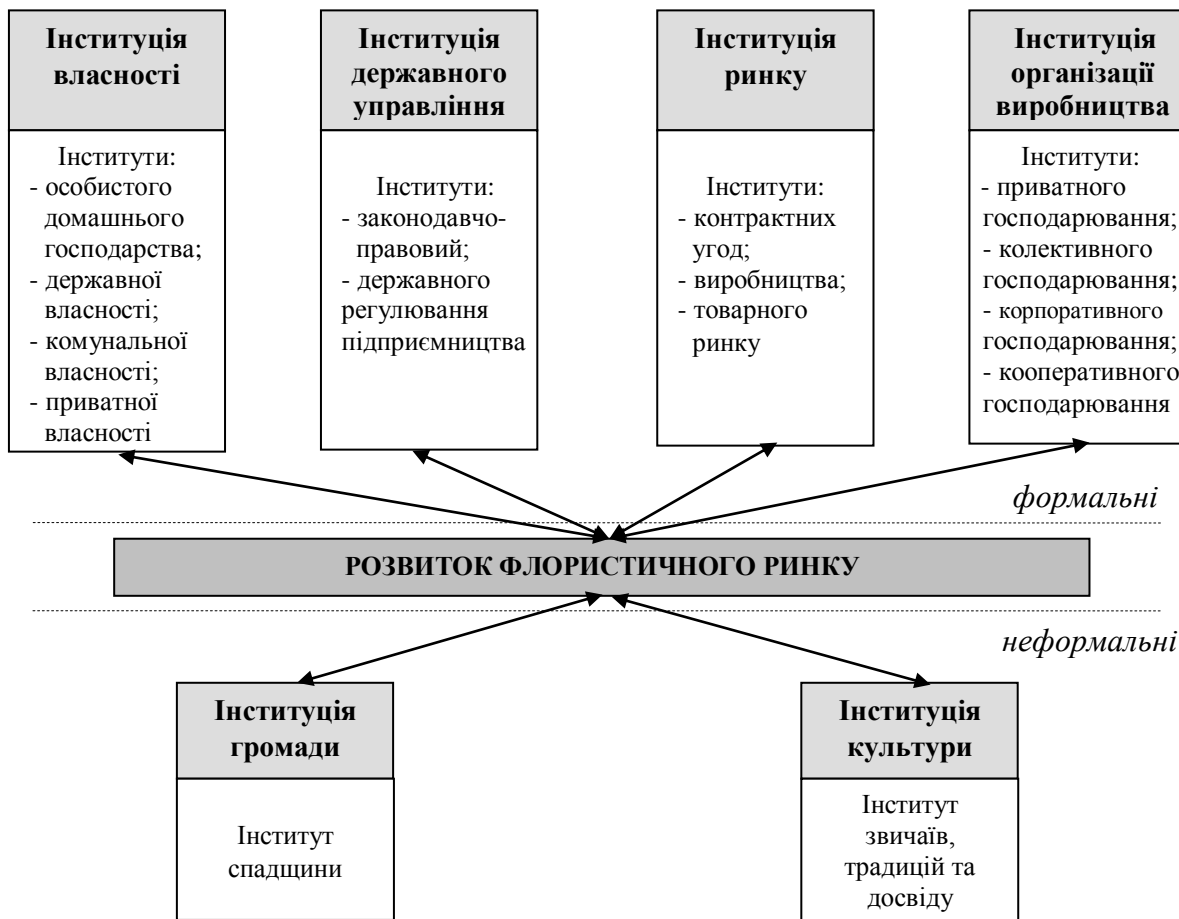 Інституція
власності
Інститути:
- особистого
домашнього
господарства;
- державної
власності;
- комунальної
власності;
- приватної
власності
Інституція
державного
управління
Інститути:
- законодавчо-
правовий;
- державного
регулювання
підприємництва
Інституція
ринку
Інститути:
- контрактних
угод;
- виробництва;
- товарного
ринку
Інституція
організації
виробництва
Інститути:
- приватного
господарювання;
- колективного
господарювання;
- корпоративного
господарювання;
- кооперативного
господарювання
формальні
РОЗВИТОК ФЛОРИСТИЧНОГО РИНКУ
неформальні
Інституція
громади
Інститут
спадщини
Інституція
культури
Інститут
звичаїв,
традицій та
досвіду